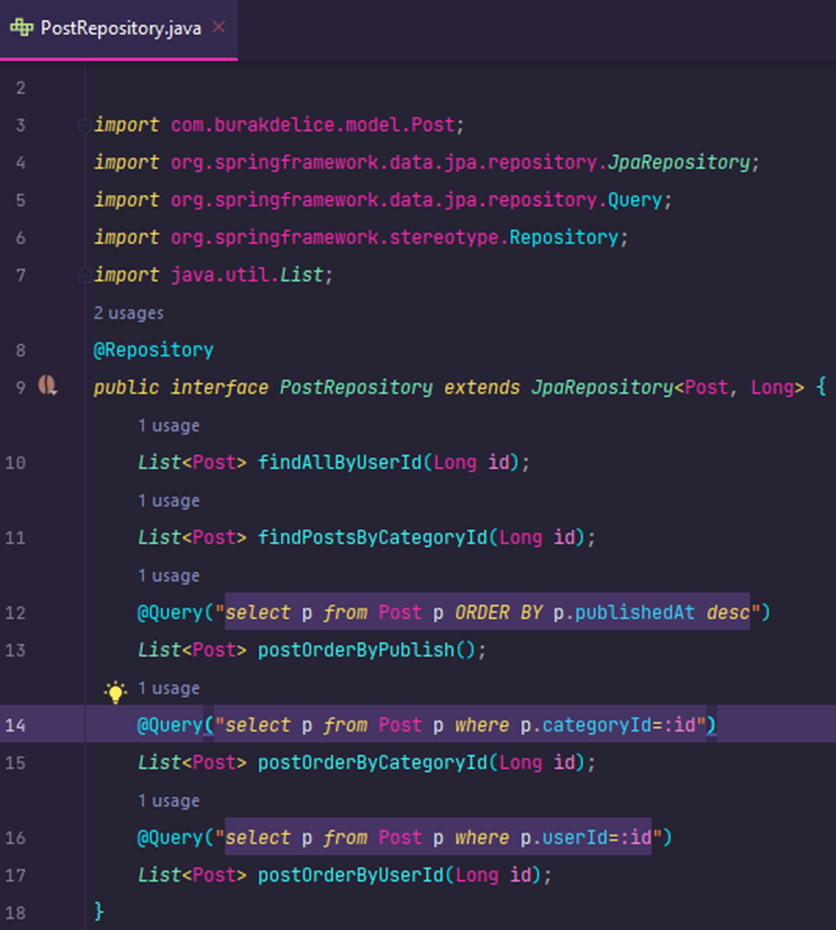 PostRepository.java
2
3 import com.burakdelice.model.Post;
4 import org.springframework.data.jpa.repository.JpaRepository;
5 import org.springframework.data.jpa.repository.Query;
6 import org.springframework.stereotype.Repository;
7 import java.util.List;
2 usages
8 @Repository
9 public interface PostRepository extends JpaRepository<Post, Long> {
1 usage
10 List<Post> findAllByUserId(Long id);
1 usage
11 List<Post> findPostsByCategoryId(Long id);
1 usage
12 @Query("select p from Post p ORDER BY p.publishedAt desc")
13 List<Post> postOrderByPublish();
1 usage
14 @Query("select p from Post p where p.categoryId=:id")
15 List<Post> postOrderByCategoryId(Long id);
1 usage
16 @Query("select p from Post p where p.userId=:id")
17 List<Post> postOrderByUserId(Long id);
18 }